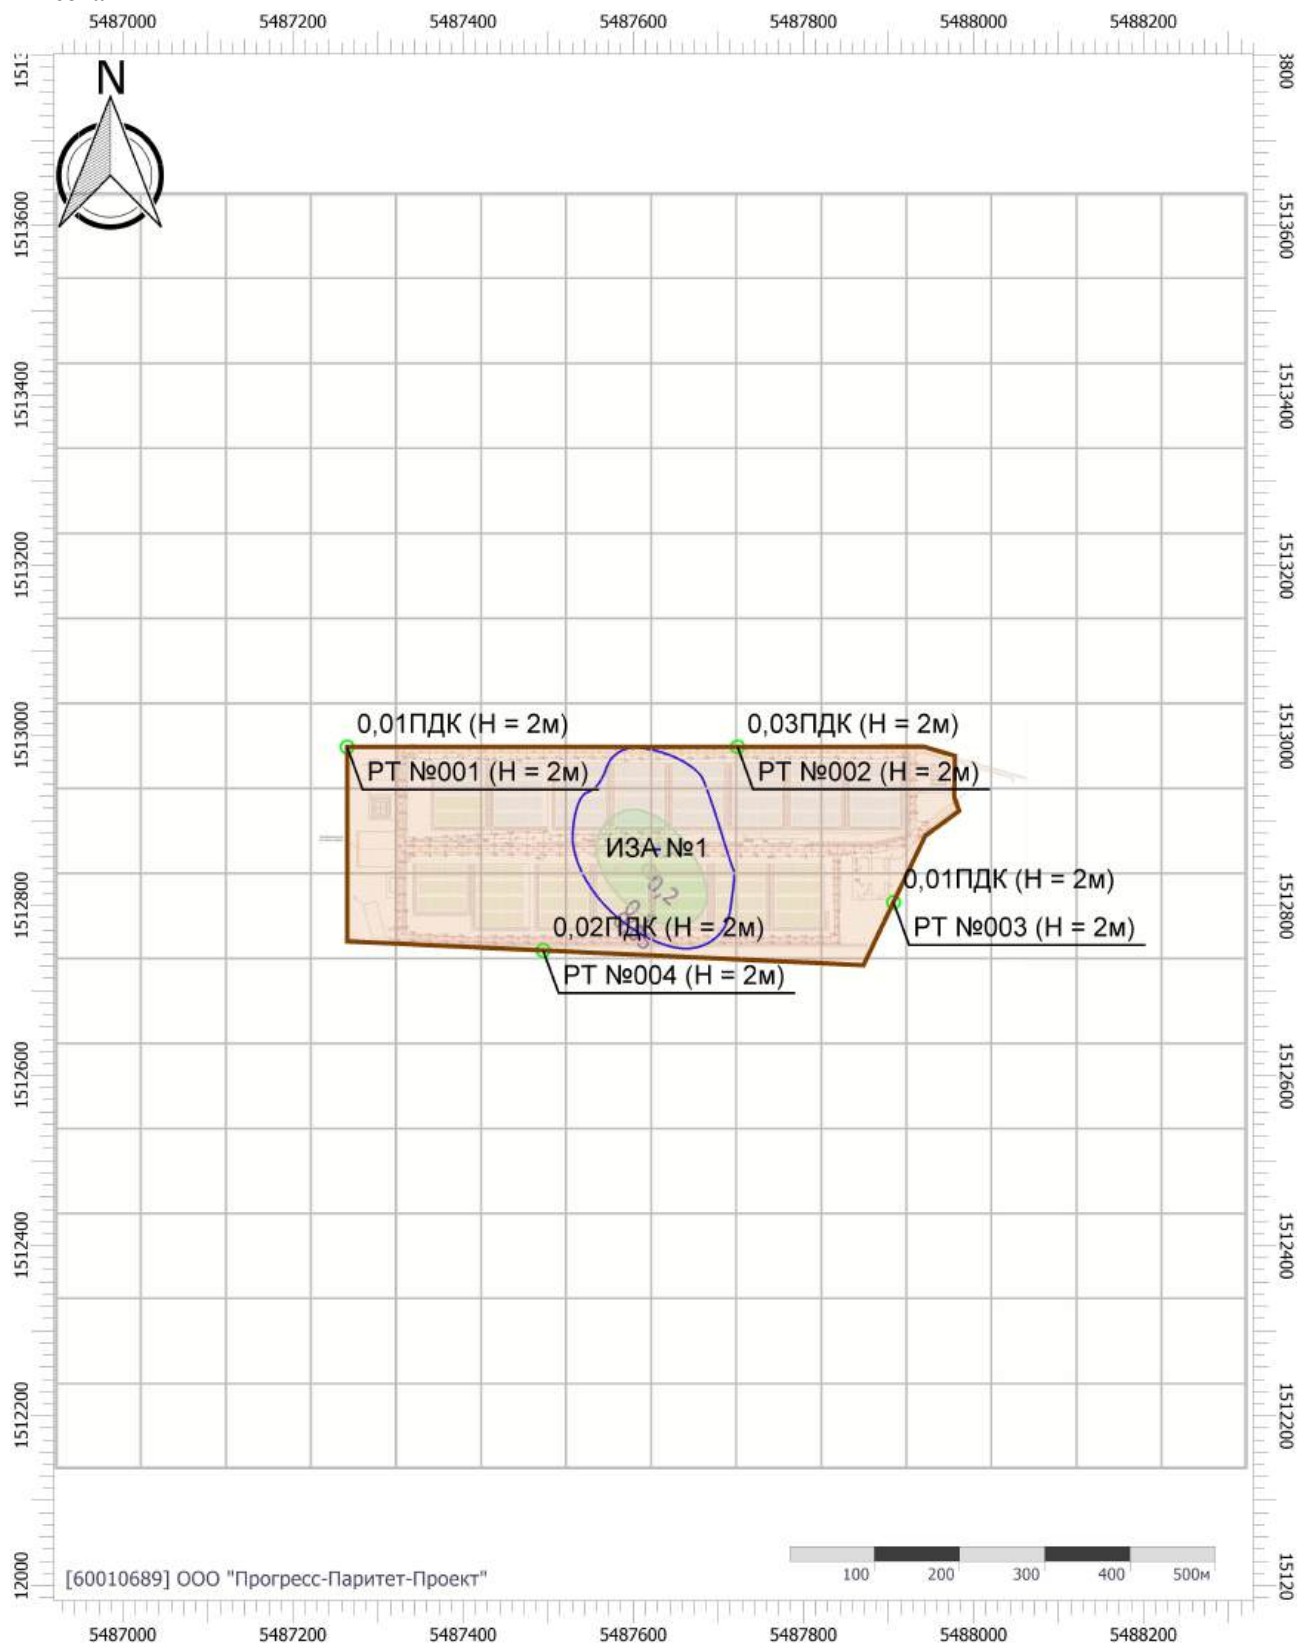 5487000 5487200 5487400 5487600 5487800 5488000 5488200
N
1513600 1513600
1513400 1513400
1513200 1513200
1513000 1513000
0,01ПДК (H = 2м) 0,03ПДК (H = 2м)
РТ №001 (H = 2м) РТ №002 (H = 2м)
ИЗА №1
0,2
0,01ПДК (H = 2м)
1512800 1512800
0,02ПДК (H = 2м) РТ №003 (H = 2м)
РТ №004 (H = 2м)
1512600 1512600
1512400 1512400
1512200 1512200
100 200 300 400 500м
[60010689] ООО "Прогресс-Паритет-Проект"
5487000 5487200 5487400 5487600 5487800 5488000 5488200